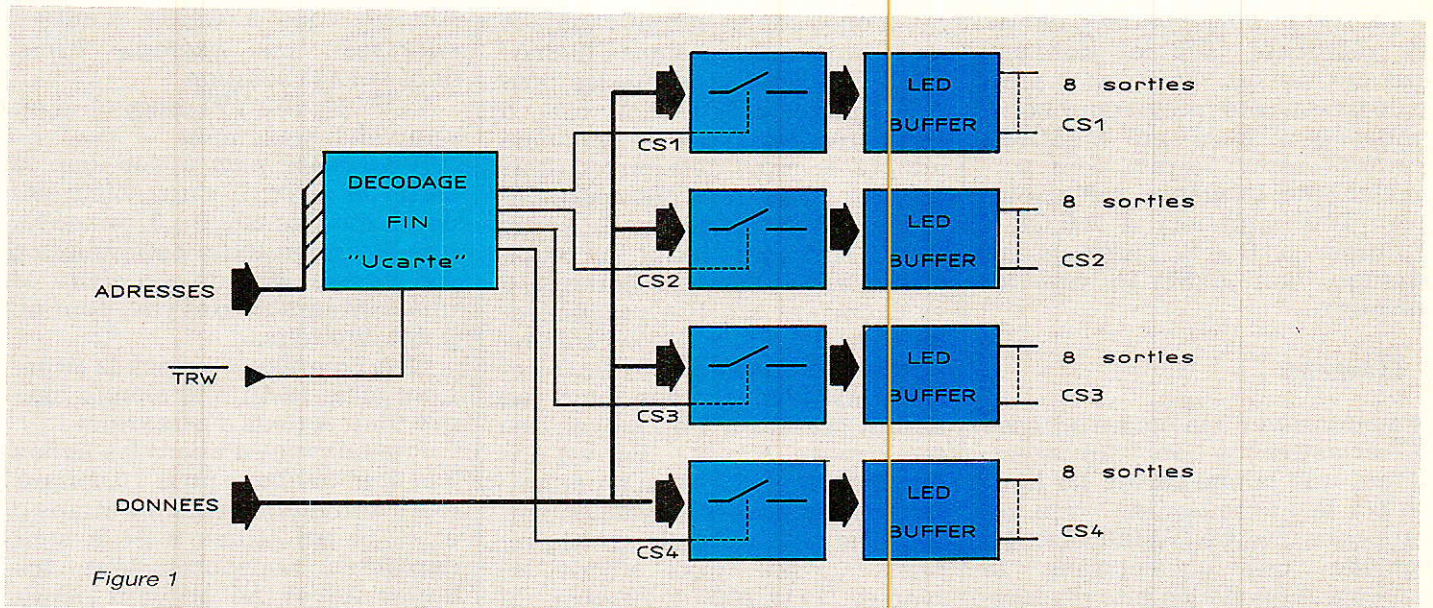 LED
BUFFER
8 sorties
CS1
CS1
DECODAGE
FIN
"Ucarte"
LED
BUFFER
8 sorties
CS2
CS2
ADRESSES
TRW
LED
BUFFER
8 sorties
CS3
CS3
DONNEES
LED
BUFFER
8 sorties
CS4
CS4
Figure 1